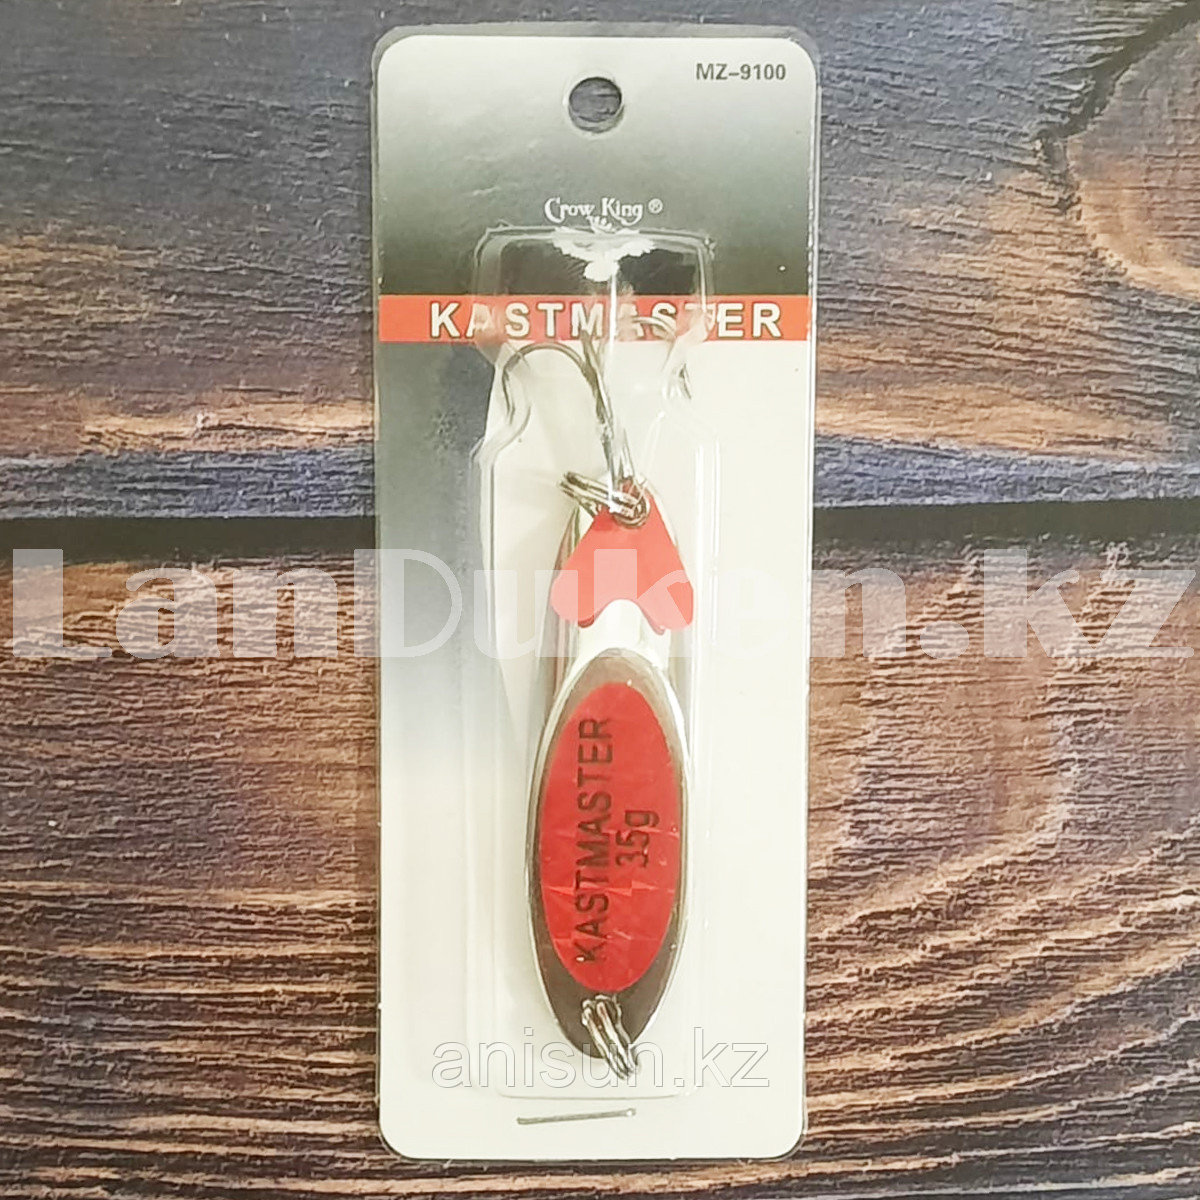 MZ-9100
Crow King ®
KASTMASTER
LanDuken.kz
KASTMASTER
35g
anisun.kz